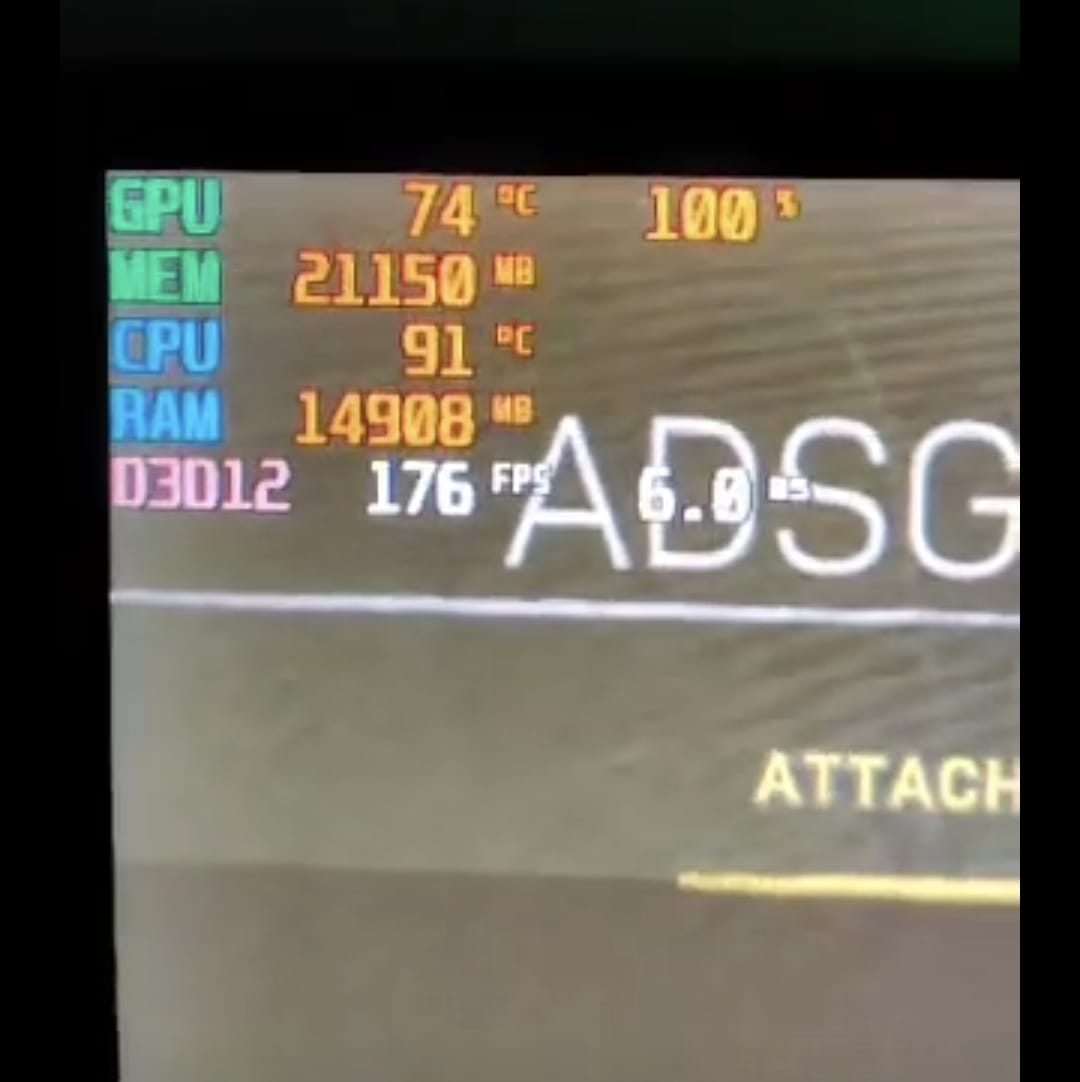 GPU 74 °C 100 %
MEM 21150 MB
CPU 91 °C
RAM 14908 MB
D3D12 176 FPS 6.0 ms
ADSG
ATTACH